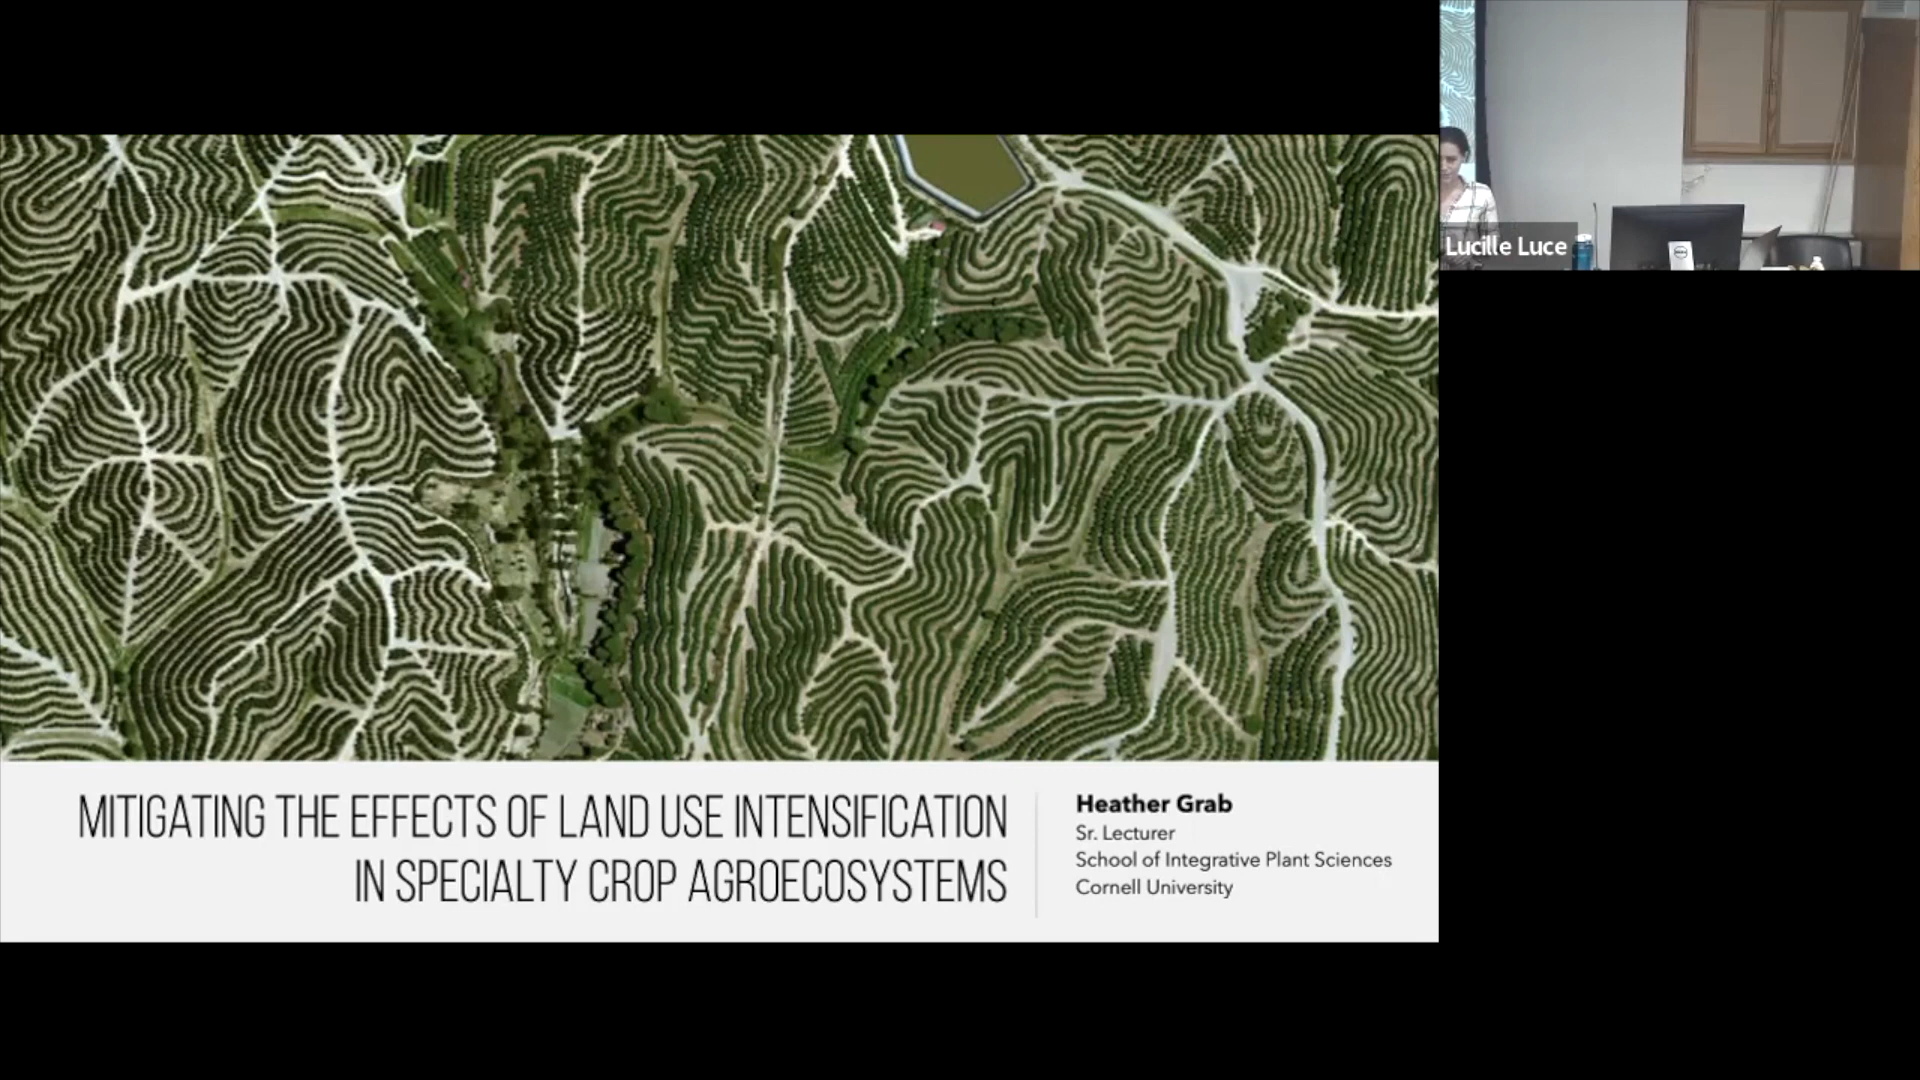 MITIGATING THE EFFECTS OF LAND USE INTENSIFICATION
IN SPECIALTY CROP AGROECOSYSTEMS
Heather Grab
Sr. Lecturer
School of Integrative Plant Sciences
Cornell University
Lucille Luce